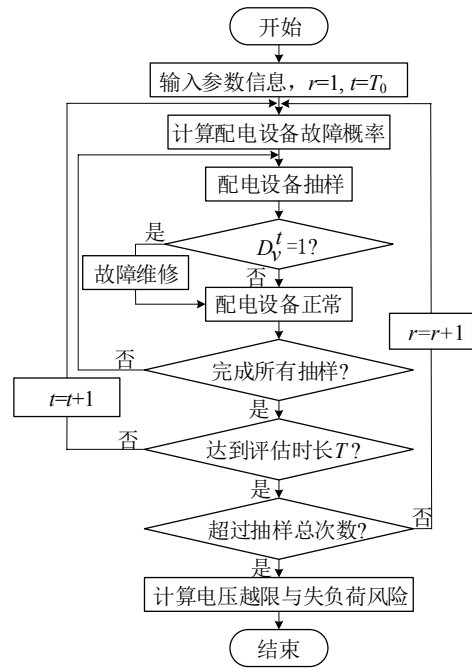 开始
输入参数信息，r=1, t=T₀
计算配电设备故障概率
配电设备抽样
是
Dᵥᵗ=1?
故障维修
否
配电设备正常
r=r+1
否
完成所有抽样?
t=t+1
是
否
达到评估时长T?
是
超过抽样总次数?
否
是
计算电压越限与失负荷风险
结束